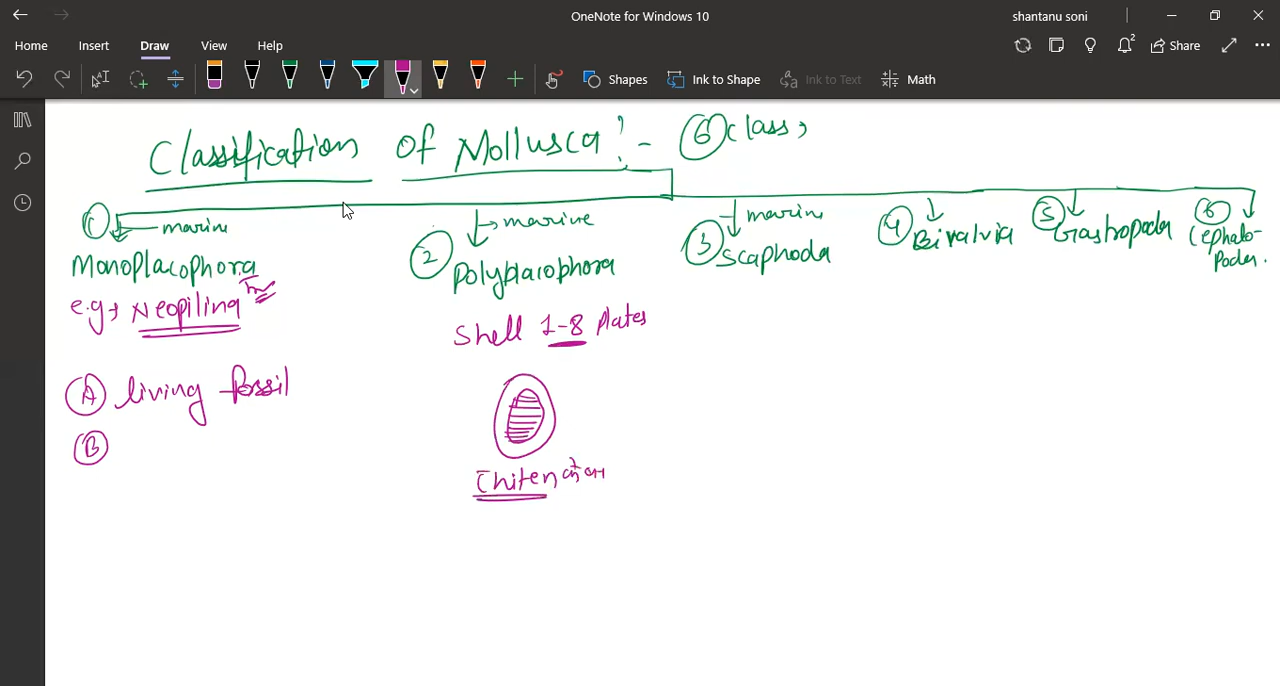 OneNote for Windows 10
shantanu soni
Home Insert Draw View Help
Share
Shapes Ink to Shape Ink to Text Math
Classification of Mollusca :- 6 class,
1 marine
Monoplacophora
e.g → Neopilina
A living fossil
B
2 → marine
Polyplacophora
Shell 1-8 Plates
Chiten
3 → marine
Scaphoda
4 Bivalvia
5 Gastropoda
6 Cephalo-
Poda.